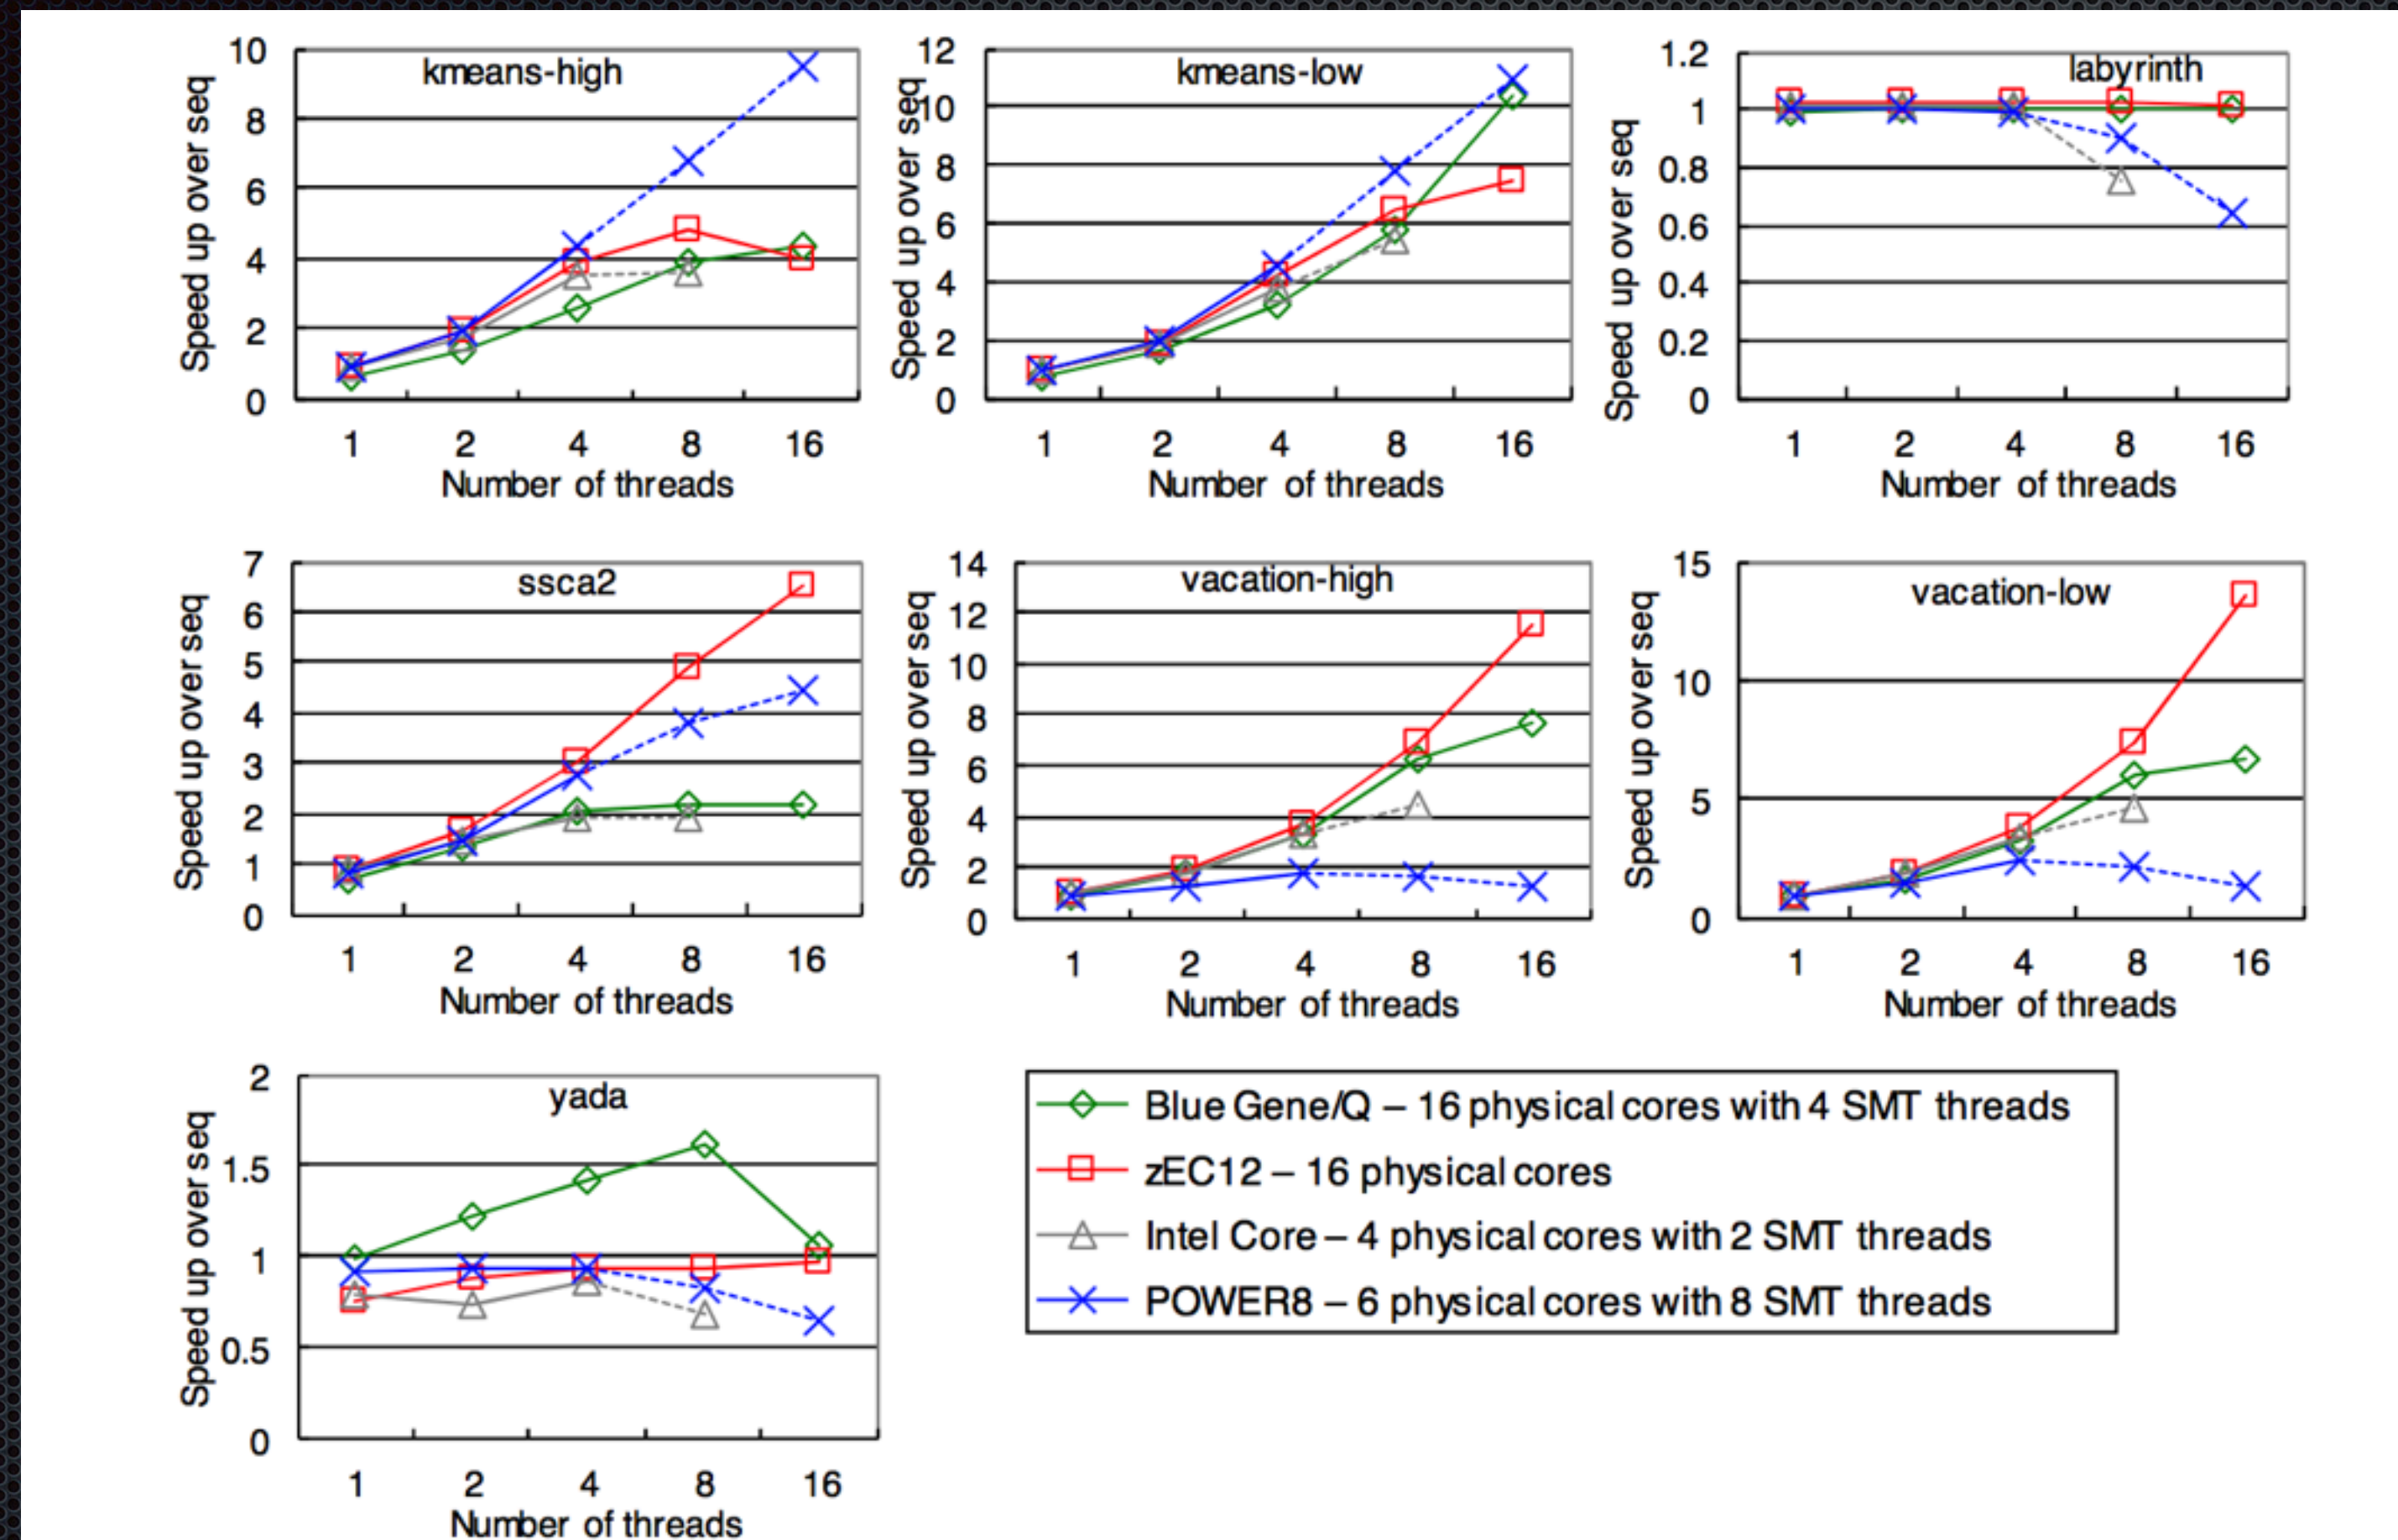 kmeans-high
Speed up over seq
10
8
6
4
2
0
1 2 4 8 16
Number of threads
kmeans-low
Speed up over seq
12
10
8
6
4
2
0
1 2 4 8 16
Number of threads
labyrinth
Speed up over seq
1.2
1
0.8
0.6
0.4
0.2
0
1 2 4 8 16
Number of threads
ssca2
Speed up over seq
7
6
5
4
3
2
1
0
1 2 4 8 16
Number of threads
vacation-high
Speed up over seq
14
12
10
8
6
4
2
0
1 2 4 8 16
Number of threads
vacation-low
Speed up over seq
15
10
5
0
1 2 4 8 16
Number of threads
yada
Speed up over seq
2
1.5
1
0.5
0
1 2 4 8 16
Number of threads
Blue Gene/Q – 16 physical cores with 4 SMT threads
zEC12 – 16 physical cores
Intel Core – 4 physical cores with 2 SMT threads
POWER8 – 6 physical cores with 8 SMT threads